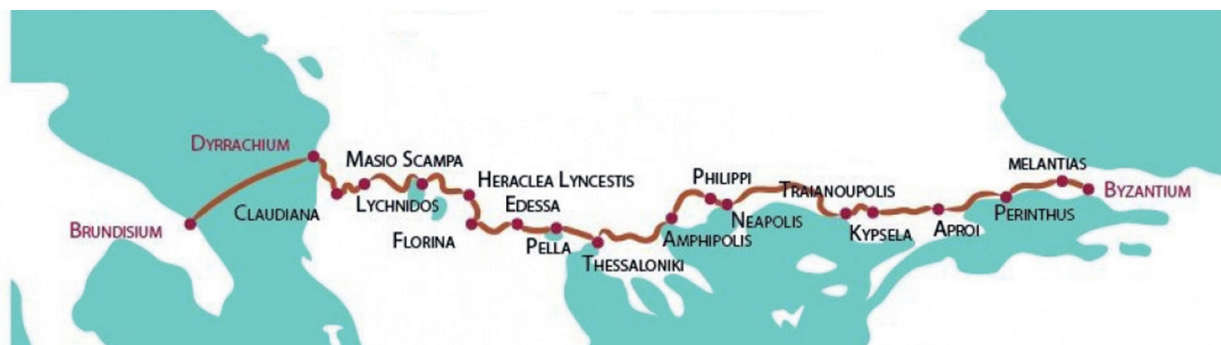 DYRRACHIUM
BRUNDISIUM
CLAUDIANA
MASIO SCAMPA
LYCHNIDOS
HERACLEA LYNCESTIS
FLORINA
EDESSA
PELLA
THESSALONIKI
AMPHIPOLIS
PHILIPPI
NEAPOLIS
TRAIANOUPOLIS
KYPSELA
APROI
PERINTHUS
MELANTIAS
BYZANTIUM